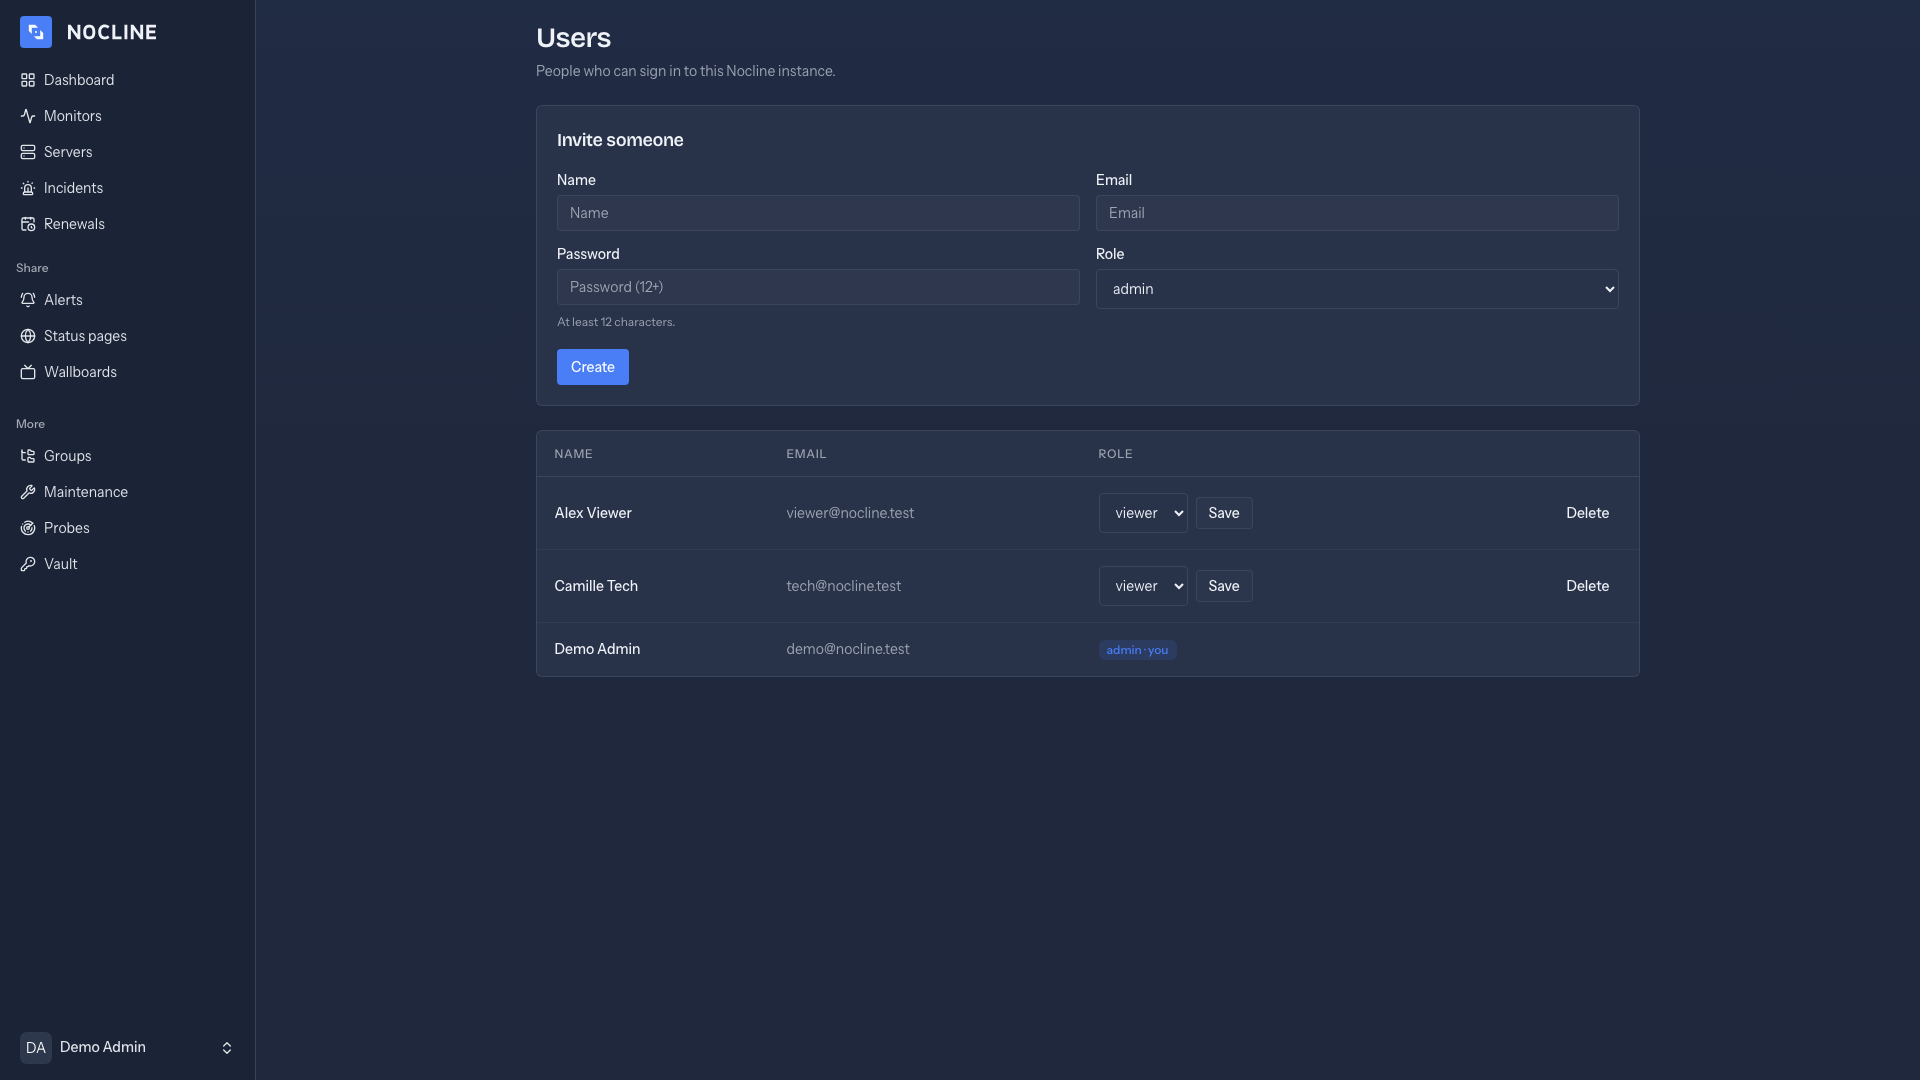 NOCLINE
Dashboard
Monitors
Servers
Incidents
Renewals
Share
Alerts
Status pages
Wallboards
More
Groups
Maintenance
Probes
Vault
DA Demo Admin
Users
People who can sign in to this Nocline instance.
Invite someone
Name Email
Name Email
Password Role
Password (12+) admin
At least 12 characters.
Create
NAME EMAIL ROLE
Alex Viewer viewer@nocline.test viewer Save Delete
Camille Tech tech@nocline.test viewer Save Delete
Demo Admin demo@nocline.test admin · you